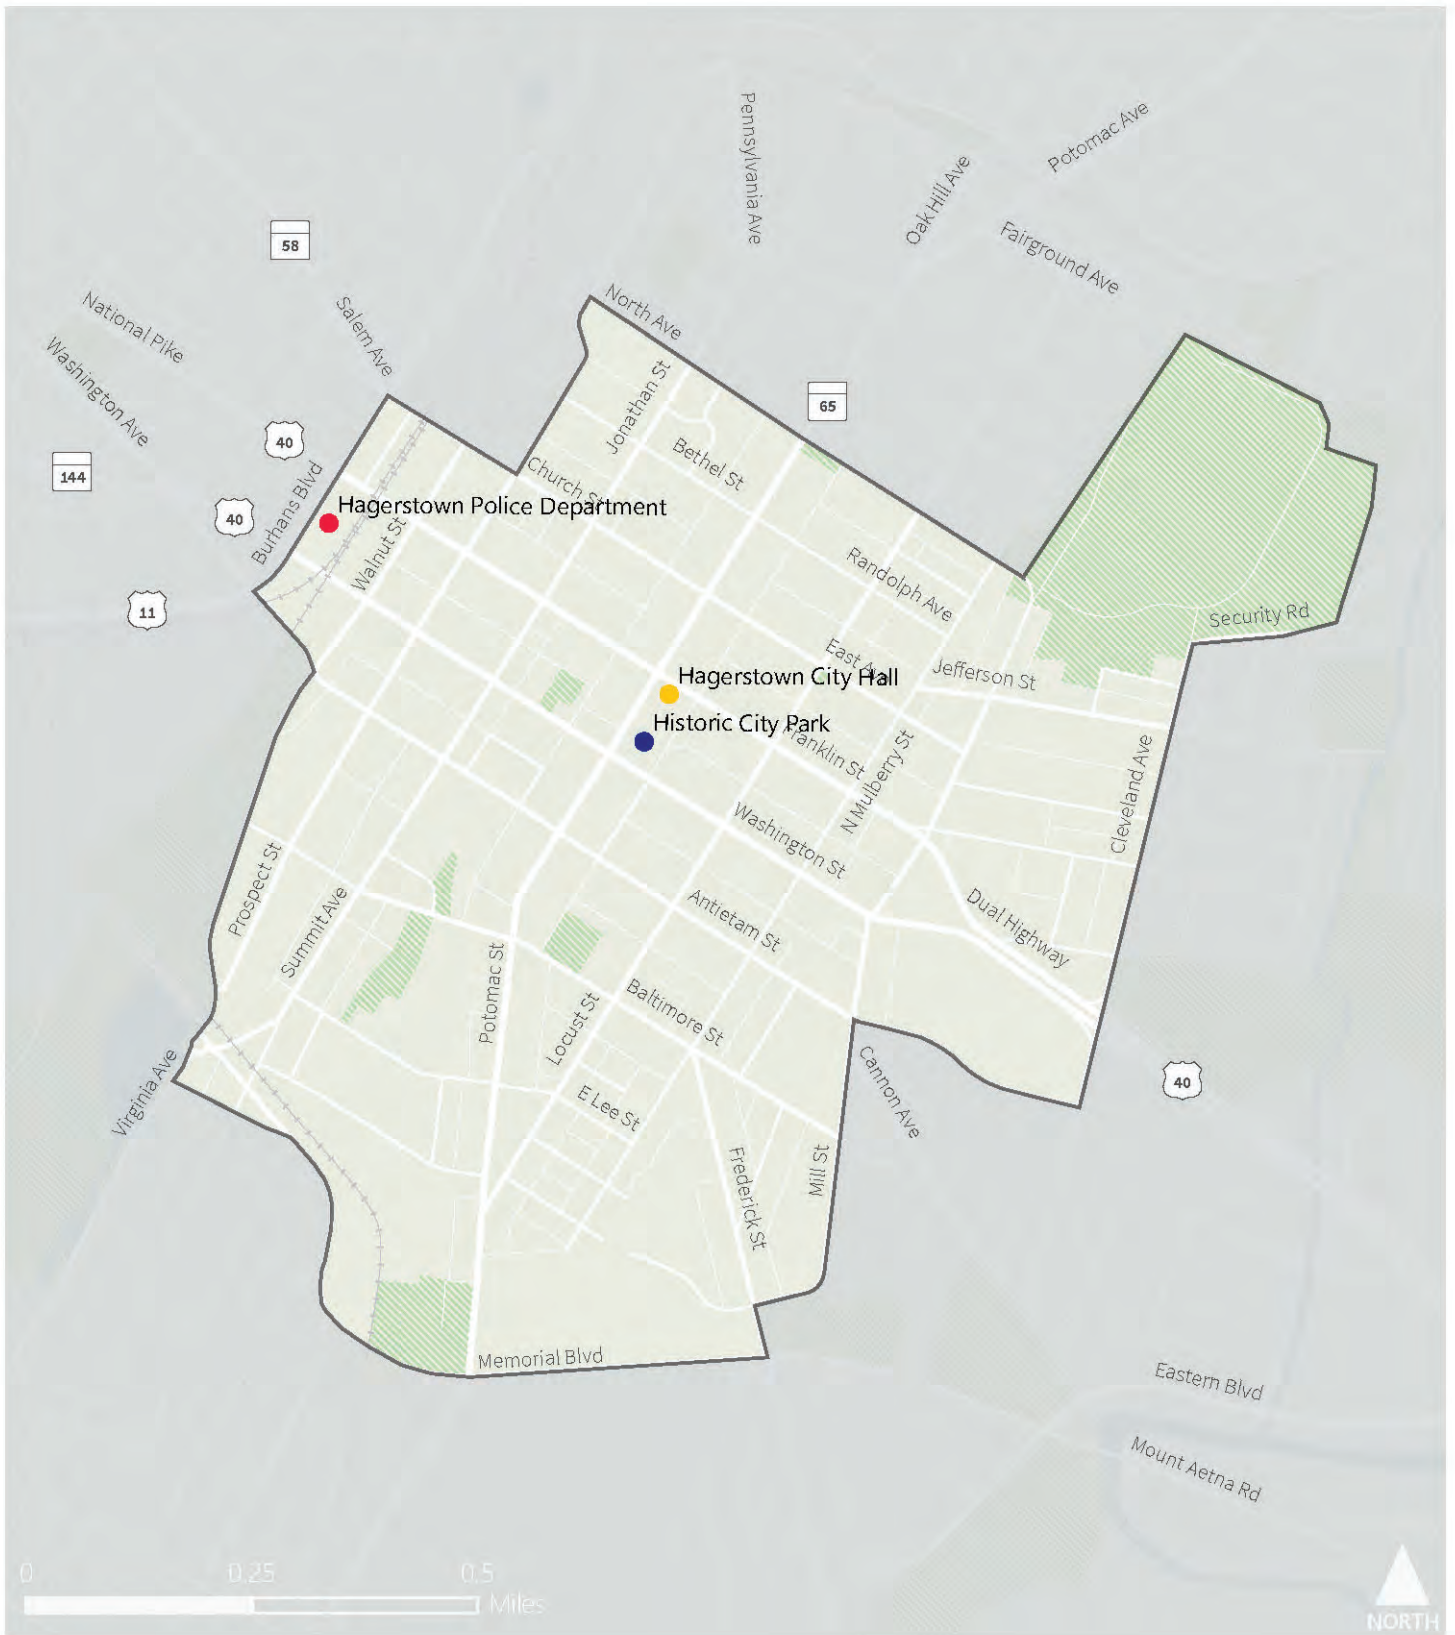 Pennsylvania Ave
Potomac Ave
Oak Hill Ave
Fairground Ave
58
National Pike
Salem Ave
North Ave
Washington Ave
Jonathan St
65
40
Bethel St
144
Church St
40
Burhans Blvd
Hagerstown Police Department
Walnut St
Randolph Ave
11
Security Rd
East Ave
Jefferson St
Hagerstown City Hall
Historic City Park
Franklin St
N Mulberry St
Cleveland Ave
Washington St
Prospect St
Summit Ave
Antietam St
Dual Highway
Potomac St
Locust St
Baltimore St
Virginia Ave
Cannon Ave
40
E Lee St
Frederick St
Mill St
Memorial Blvd
Eastern Blvd
Mount Aetna Rd
0 0.25 0.5
Miles
NORTH